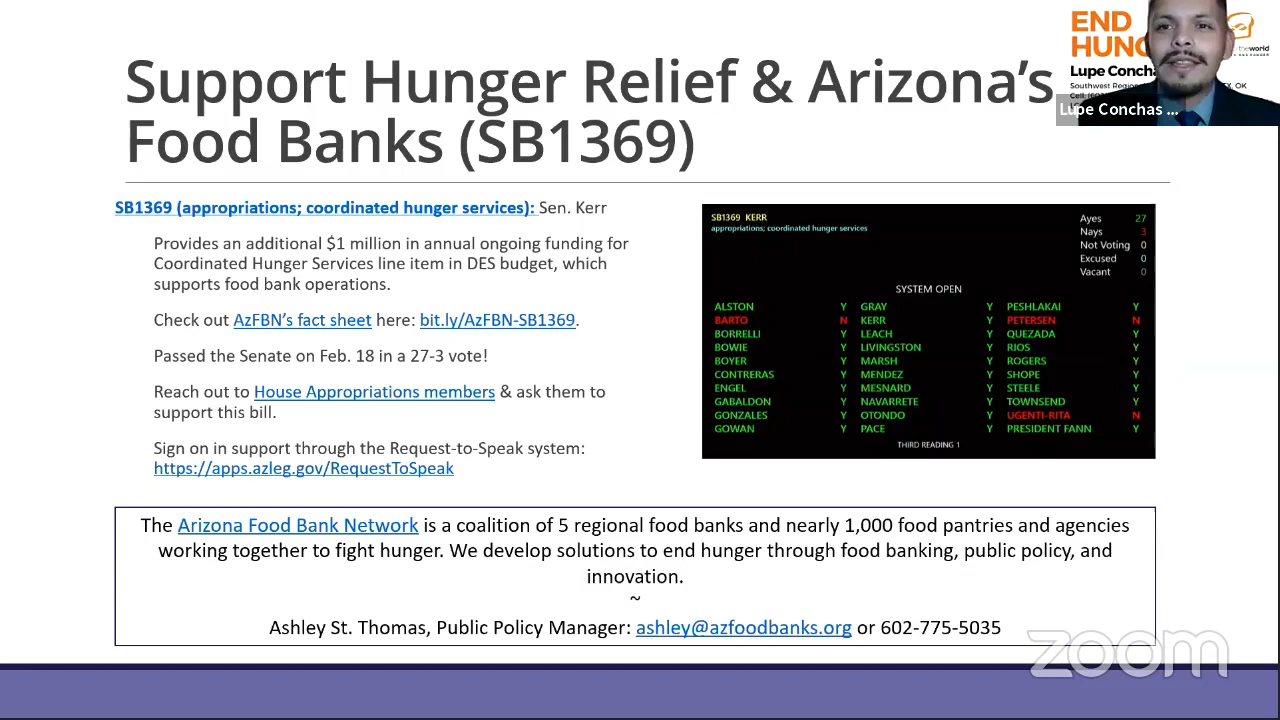 END
HUNG
Lupe Concha
Southwest Regio
OK
Cell: (60
theworld
Lupe Conchas ...
Support Hunger Relief & Arizona's
Food Banks (SB1369)
SB1369 (appropriations; coordinated hunger services): Sen. Kerr
Provides an additional $1 million in annual ongoing funding for
Coordinated Hunger Services line item in DES budget, which
supports food bank operations.
Check out AzFBN's fact sheet here: bit.ly/AzFBN-SB1369.
Passed the Senate on Feb. 18 in a 27-3 vote!
Reach out to House Appropriations members & ask them to
support this bill.
Sign on in support through the Request-to-Speak system:
https://apps.azleg.gov/RequestToSpeak
SB1369 KERR
appropriations; coordinated hunger services
Ayes 27
Nays 3
Not Voting 0
Excused 0
Vacant 0
SYSTEM OPEN
ALSTON Y GRAY Y PESHLAKAI Y
BARTO N KERR Y PETERSEN N
BORRELLI Y LEACH Y QUEZADA Y
BOWIE Y LIVINGSTON Y RIOS Y
BOYER Y MARSH Y ROGERS Y
CONTRERAS Y MENDEZ Y SHOPE Y
ENGEL Y MESNARD Y STEELE Y
GABALDON Y NAVARRETE Y TOWNSEND Y
GONZALES Y OTONDO Y UGENTI-RITA N
GOWAN Y PACE Y PRESIDENT FANN Y
THIRD READING 1
The Arizona Food Bank Network is a coalition of 5 regional food banks and nearly 1,000 food pantries and agencies
working together to fight hunger. We develop solutions to end hunger through food banking, public policy, and
innovation.
~
Ashley St. Thomas, Public Policy Manager: ashley@azfoodbanks.org or 602-775-5035
zoom